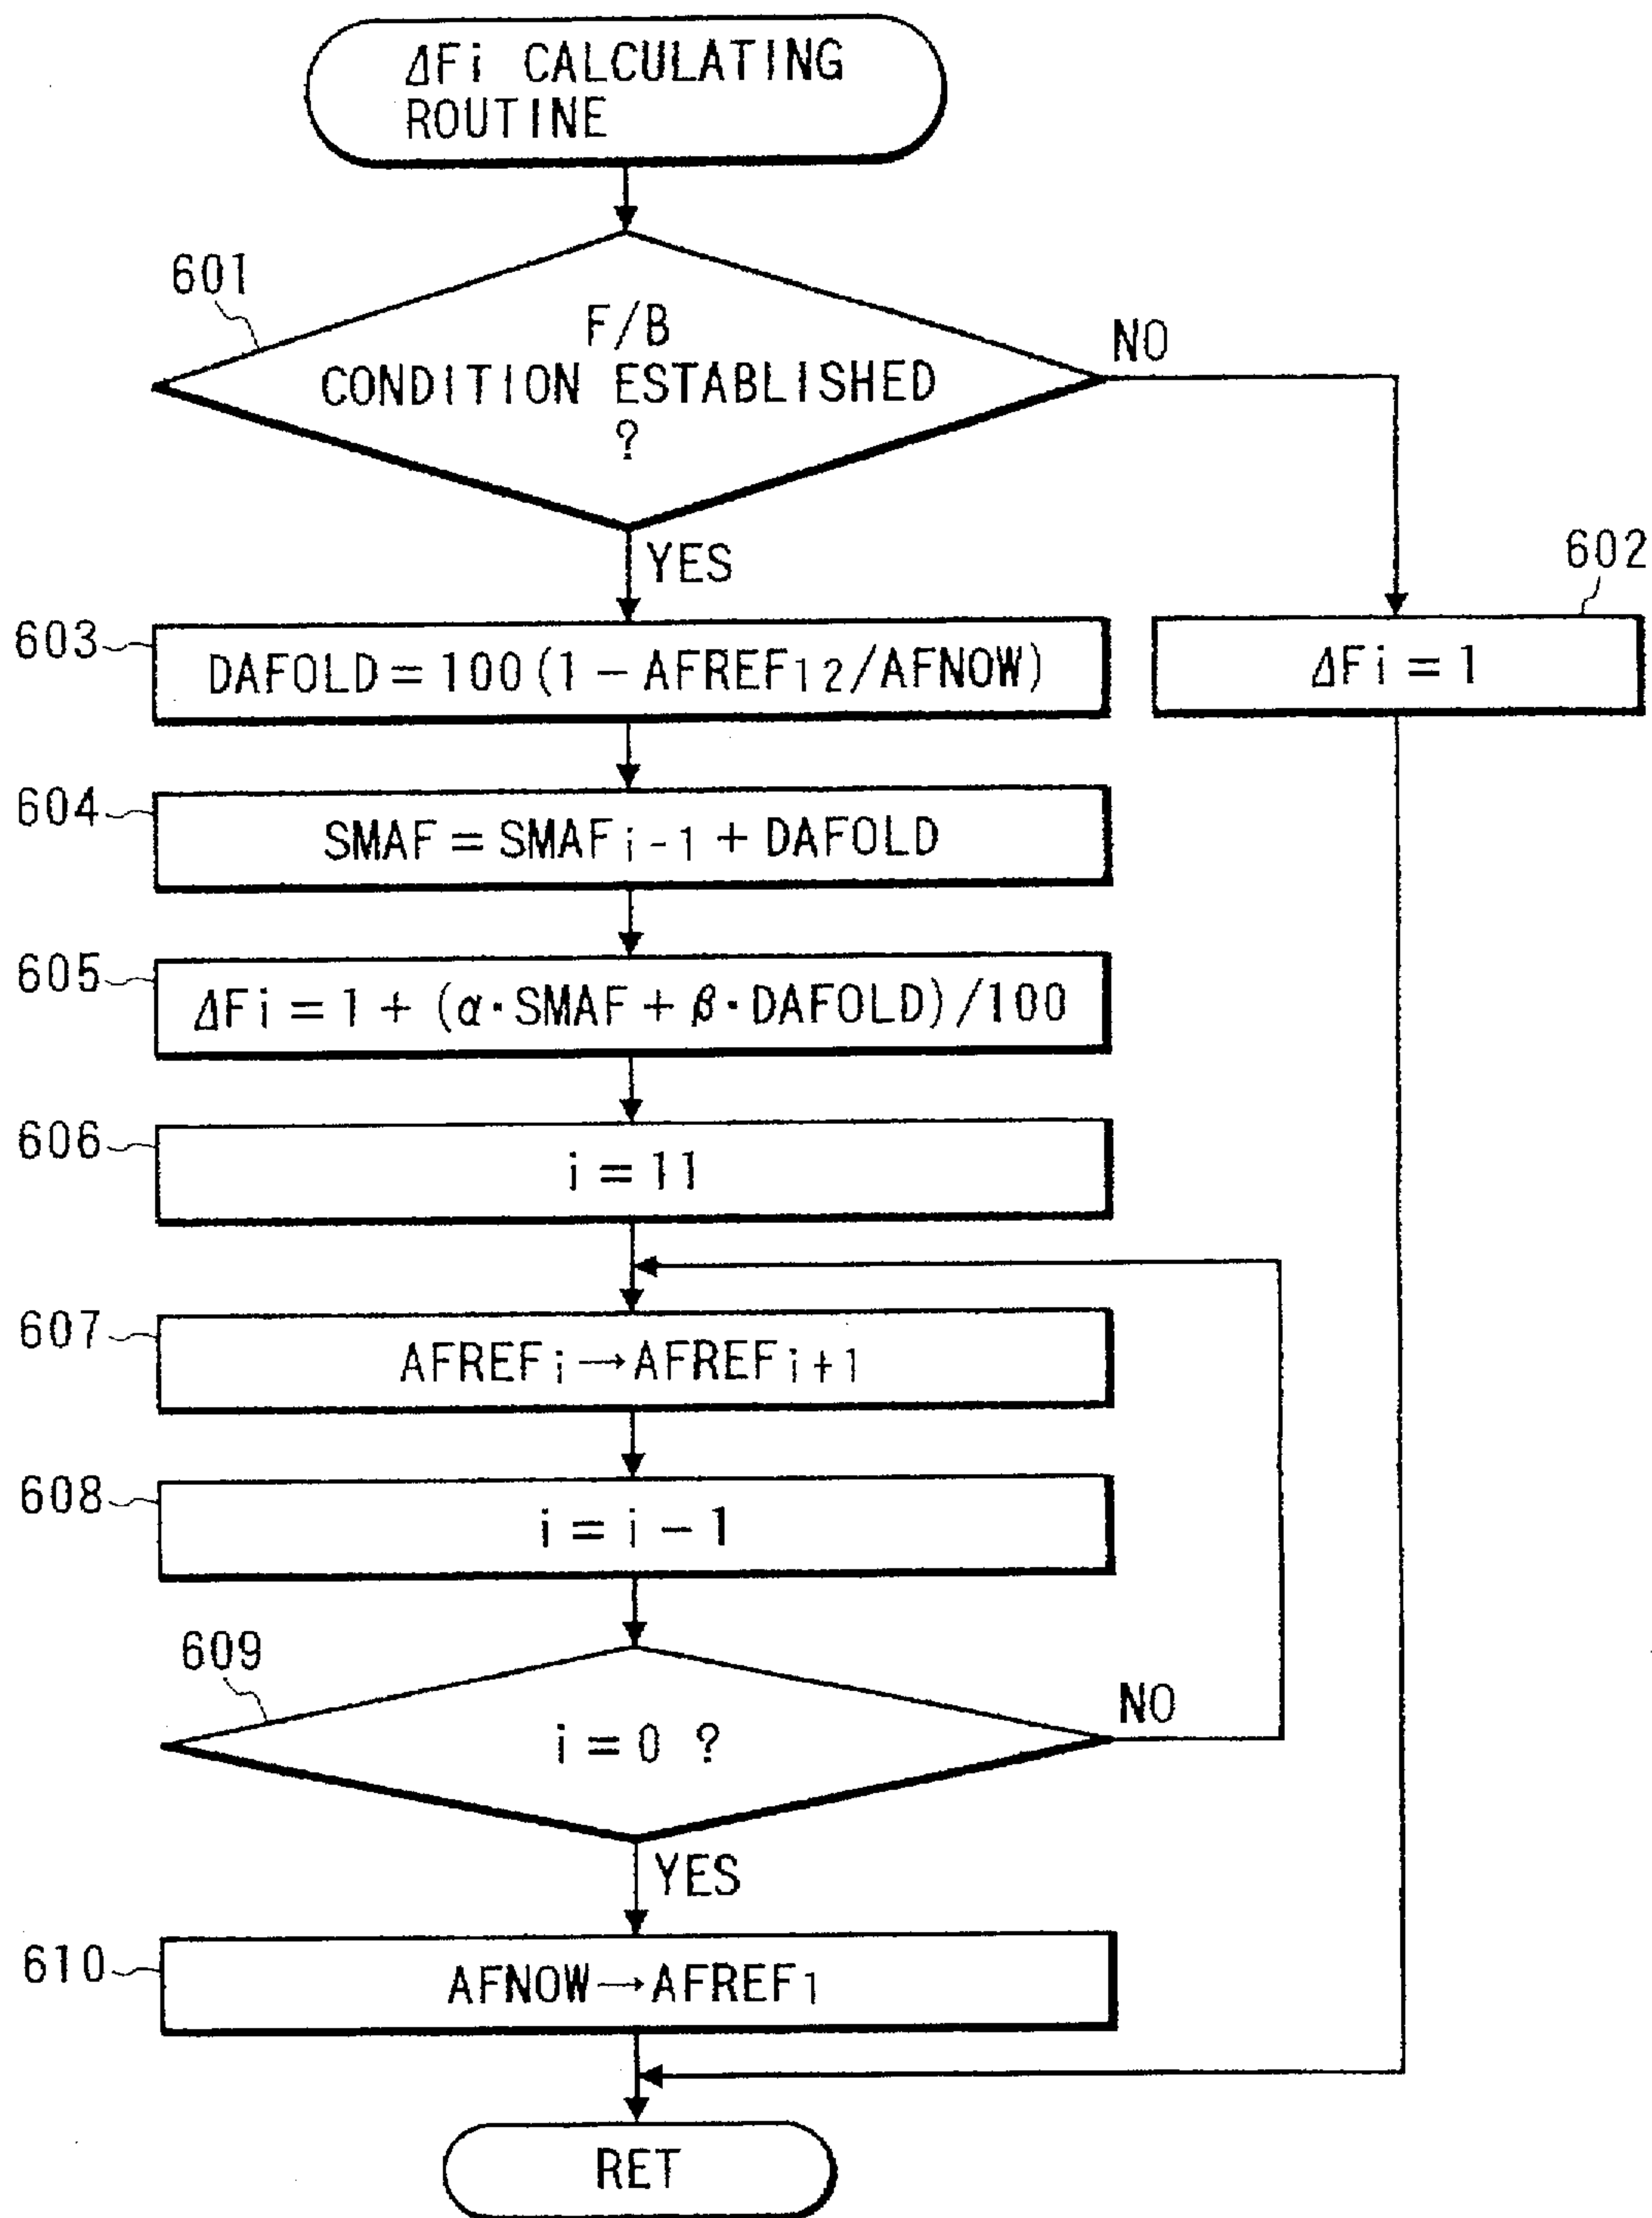 ΔFi CALCULATING
ROUTINE
601
F/B
CONDITION ESTABLISHED
?
NO
YES
602
ΔFi = 1
603
DAFOLD = 100 (1 - AFREF12/AFNOW)
604
SMAF = SMAFi-1 + DAFOLD
605
ΔFi = 1 + (α·SMAF + β·DAFOLD)/100
606
i = 11
607
AFREFi→AFREFi+1
608
i = i - 1
609
i = 0 ?
NO
YES
610
AFNOW→AFREF1
RET